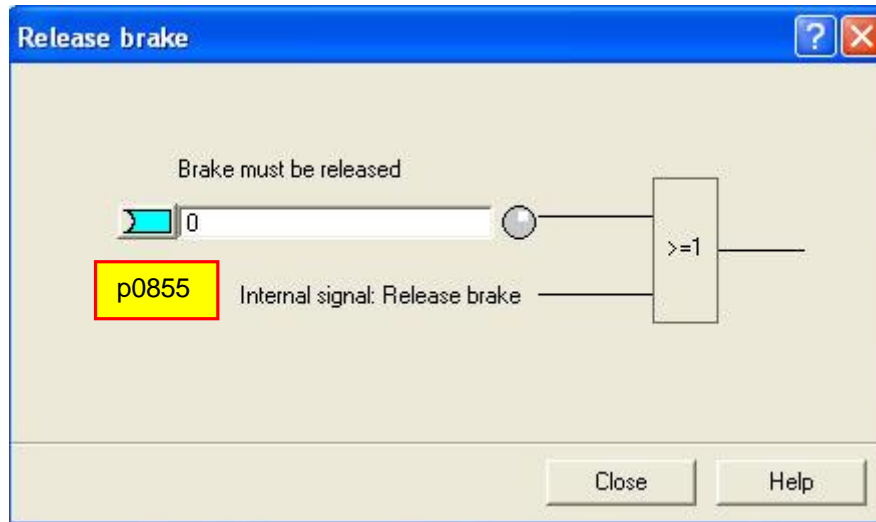 Release brake
Brake must be released
0
>=1
p0855
Internal signal: Release brake
Close
Help